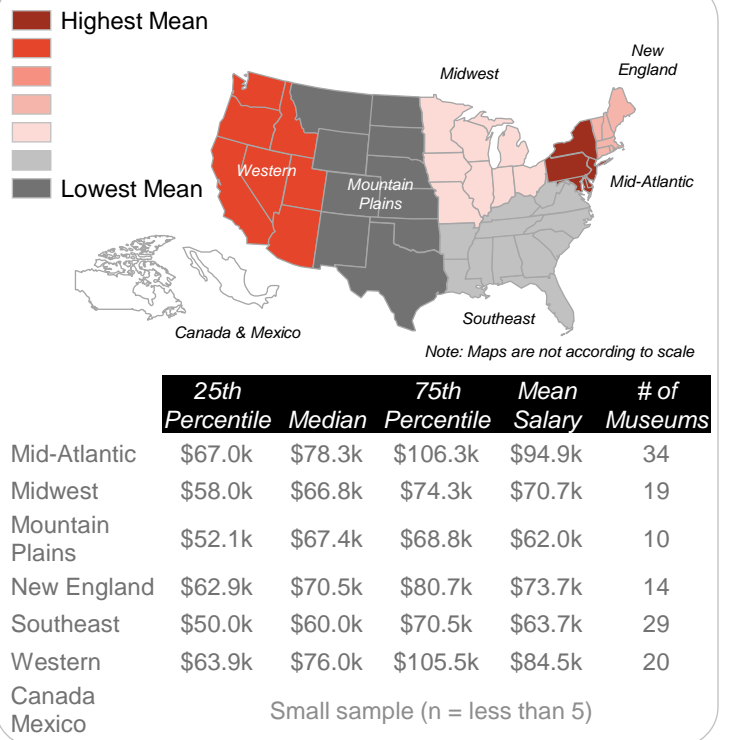 Highest Mean
New
England
Midwest
Western
Mountain
Plains
Lowest Mean
Mid-Atlantic
Southeast
Canada & Mexico
Note: Maps are not according to scale
25th Percentile Median 75th Percentile Mean Salary # of Museums
Mid-Atlantic $67.0k $78.3k $106.3k $94.9k 34
Midwest $58.0k $66.8k $74.3k $70.7k 19
Mountain Plains $52.1k $67.4k $68.8k $62.0k 10
New England $62.9k $70.5k $80.7k $73.7k 14
Southeast $50.0k $60.0k $70.5k $63.7k 29
Western $63.9k $76.0k $105.5k $84.5k 20
Canada Mexico Small sample (n = less than 5)